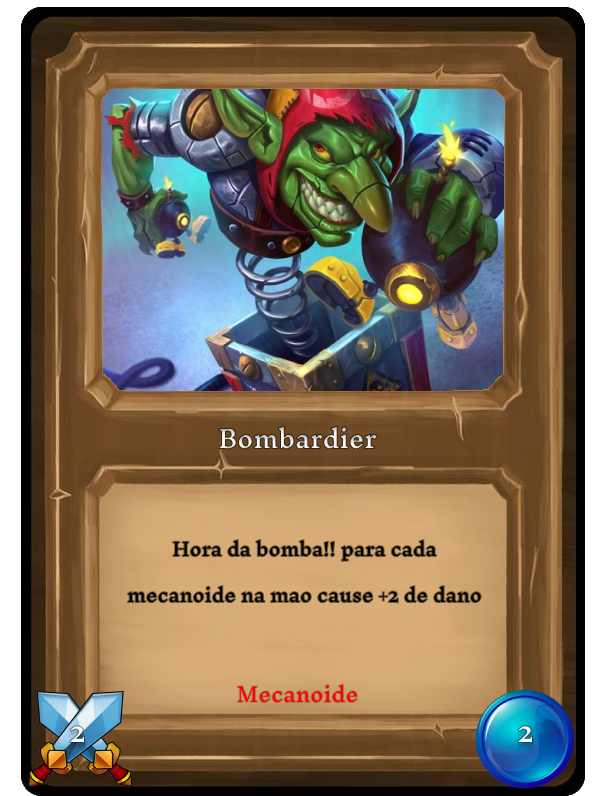 Bombardier
Hora da bomba!! para cada
mecanoide na mao cause +2 de dano
Mecanoide
2
2